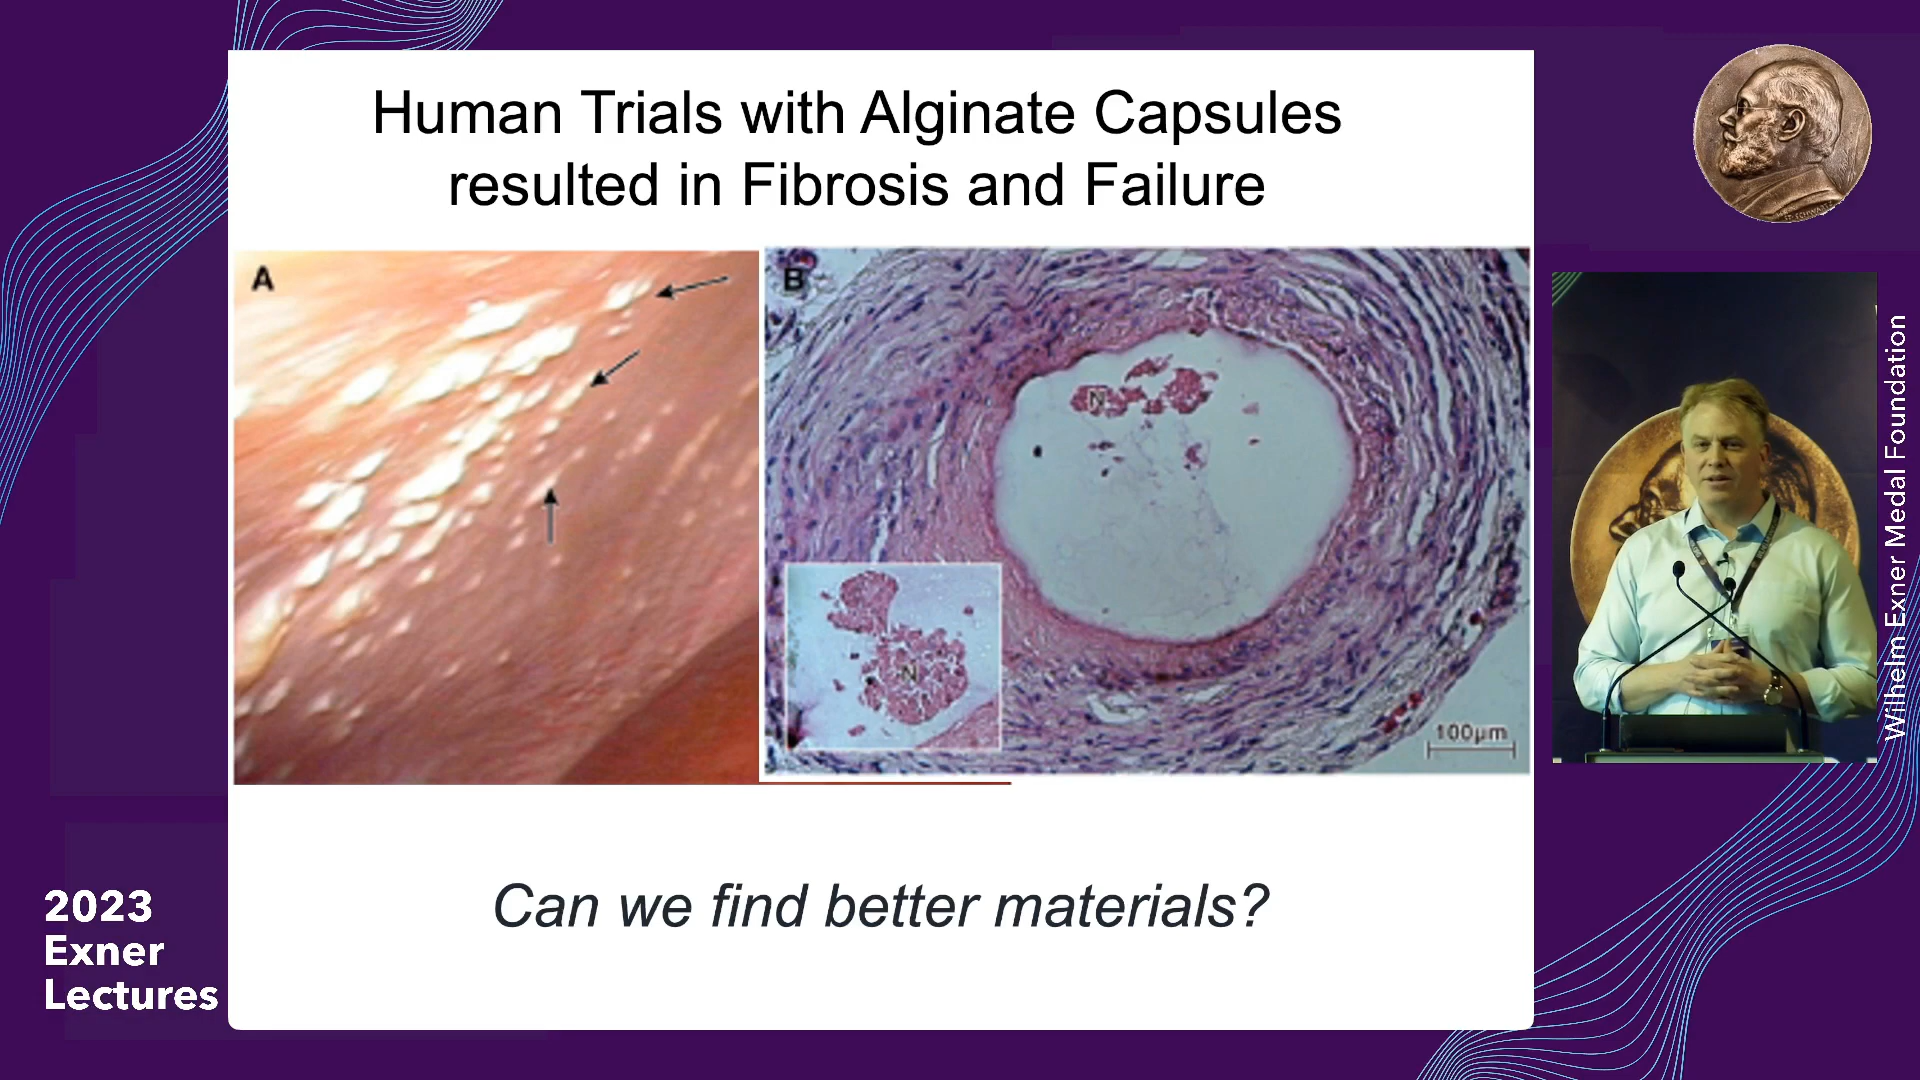 Human Trials with Alginate Capsules
resulted in Fibrosis and Failure
A
B
N
N
100µm
Can we find better materials?
2023
Exner
Lectures
Wilhelm Exner Medal Foundation